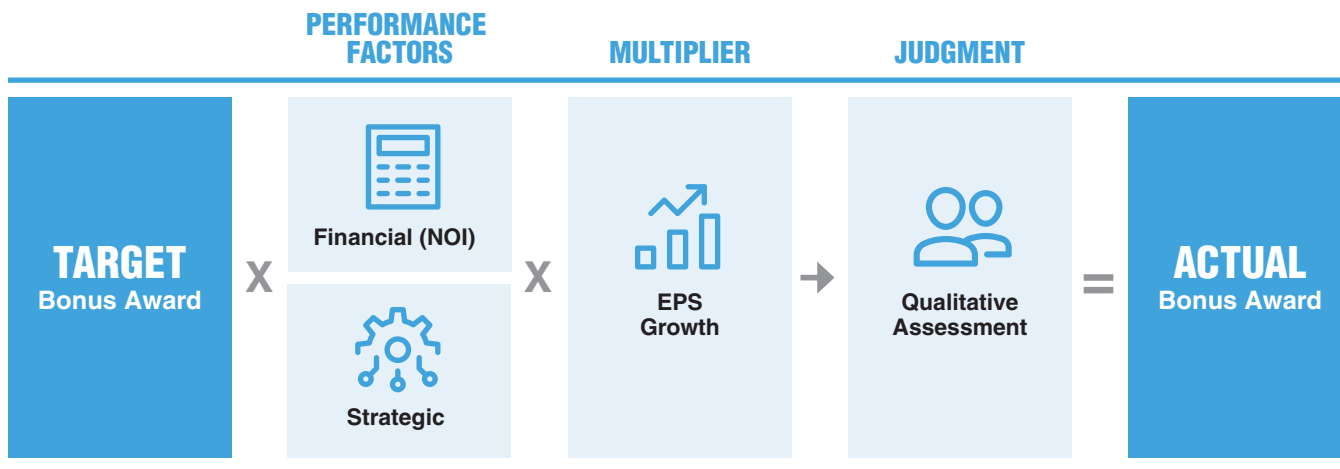 PERFORMANCE
FACTORS
MULTIPLIER
JUDGMENT
TARGET
Bonus Award
X
Financial (NOI)
Strategic
X
EPS
Growth
Qualitative
Assessment
=
ACTUAL
Bonus Award